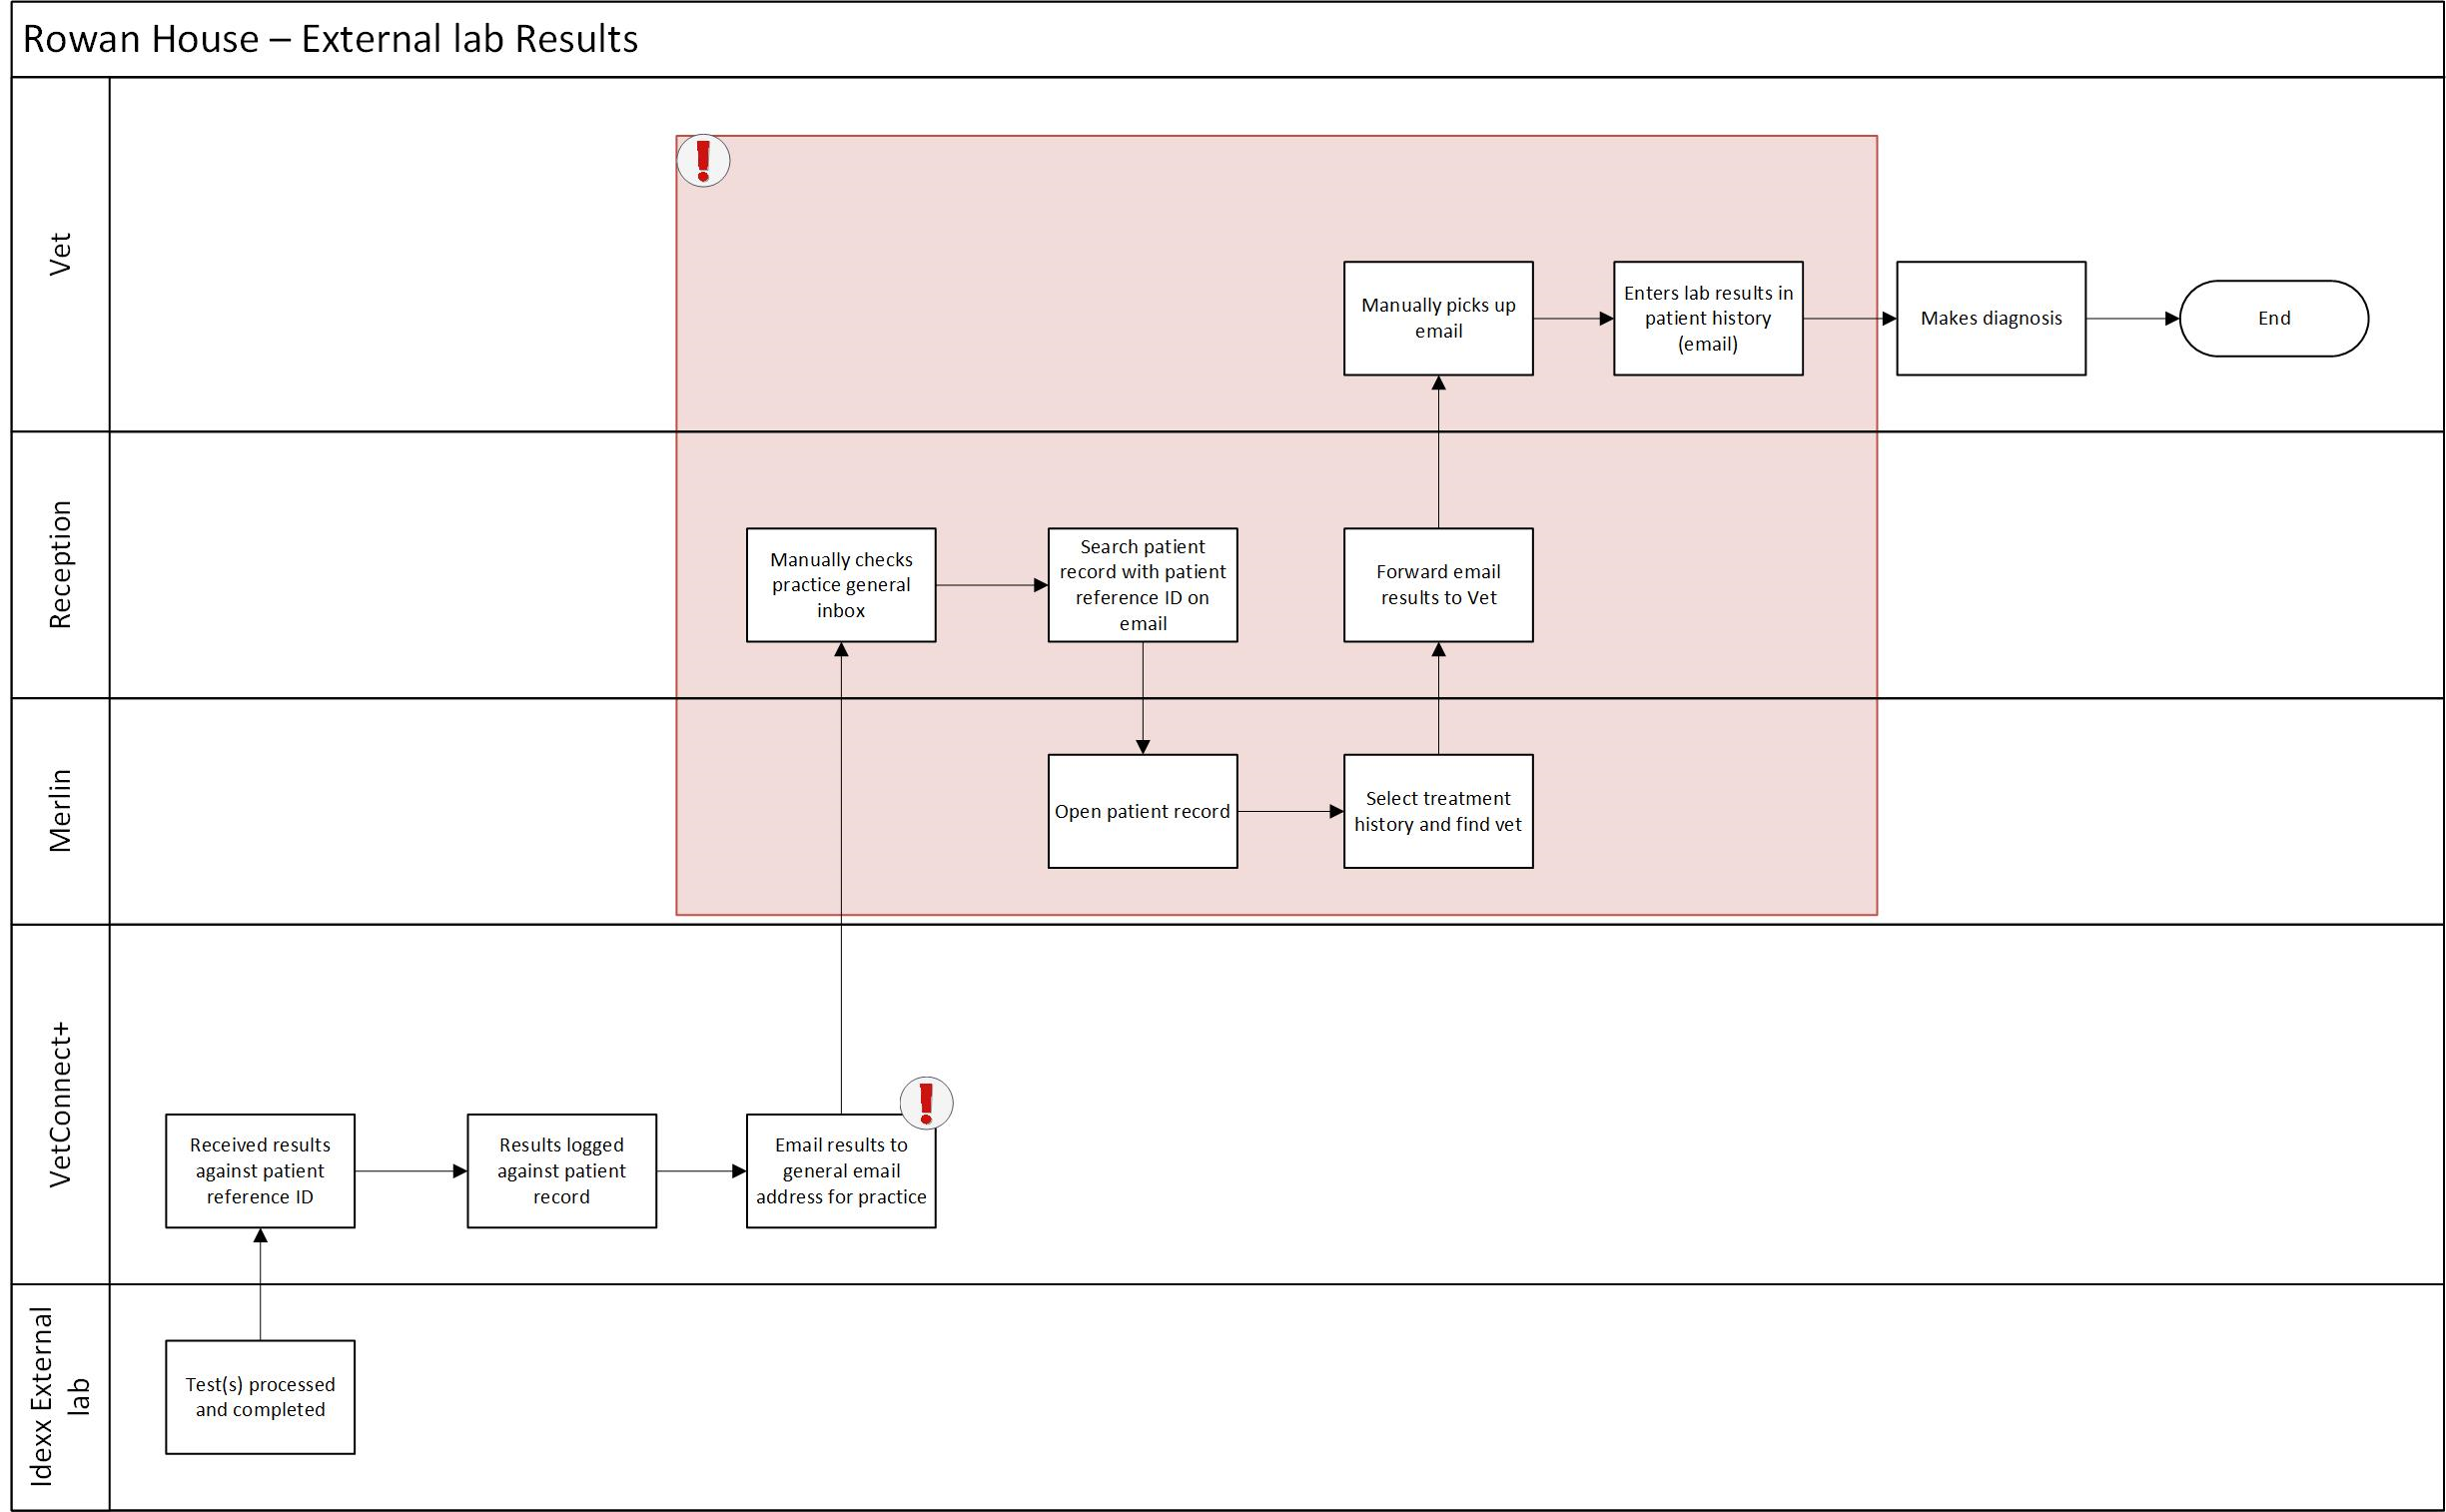 Rowan House – External lab Results
Vet
Manually picks up
email
Enters lab results in
patient history
(email)
Makes diagnosis
End
Reception
Manually checks
practice general
inbox
Search patient
record with patient
reference ID on
email
Forward email
results to Vet
Merlin
Open patient record
Select treatment
history and find vet
VetConnect+
Received results
against patient
reference ID
Results logged
against patient
record
Email results to
general email
address for practice
Idexx External
lab
Test(s) processed
and completed